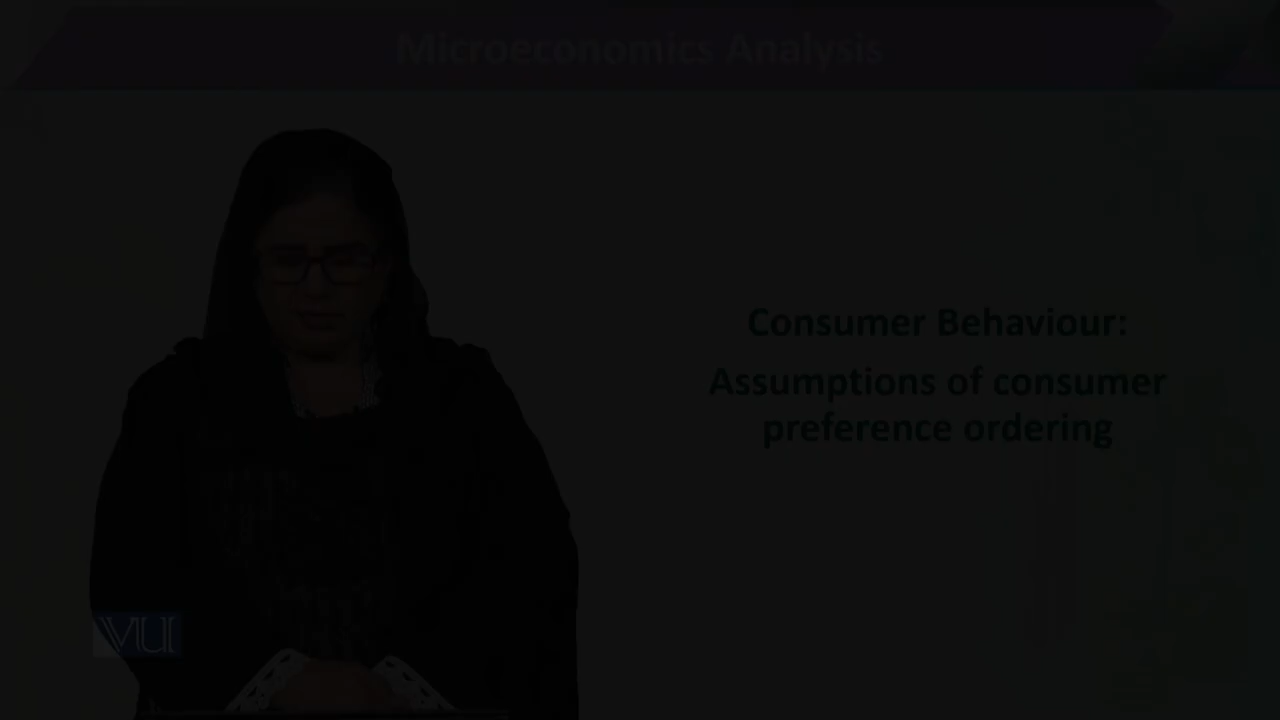 Microeconomics Analysis
Consumer Behaviour:
Assumptions of consumer
preference ordering
VU